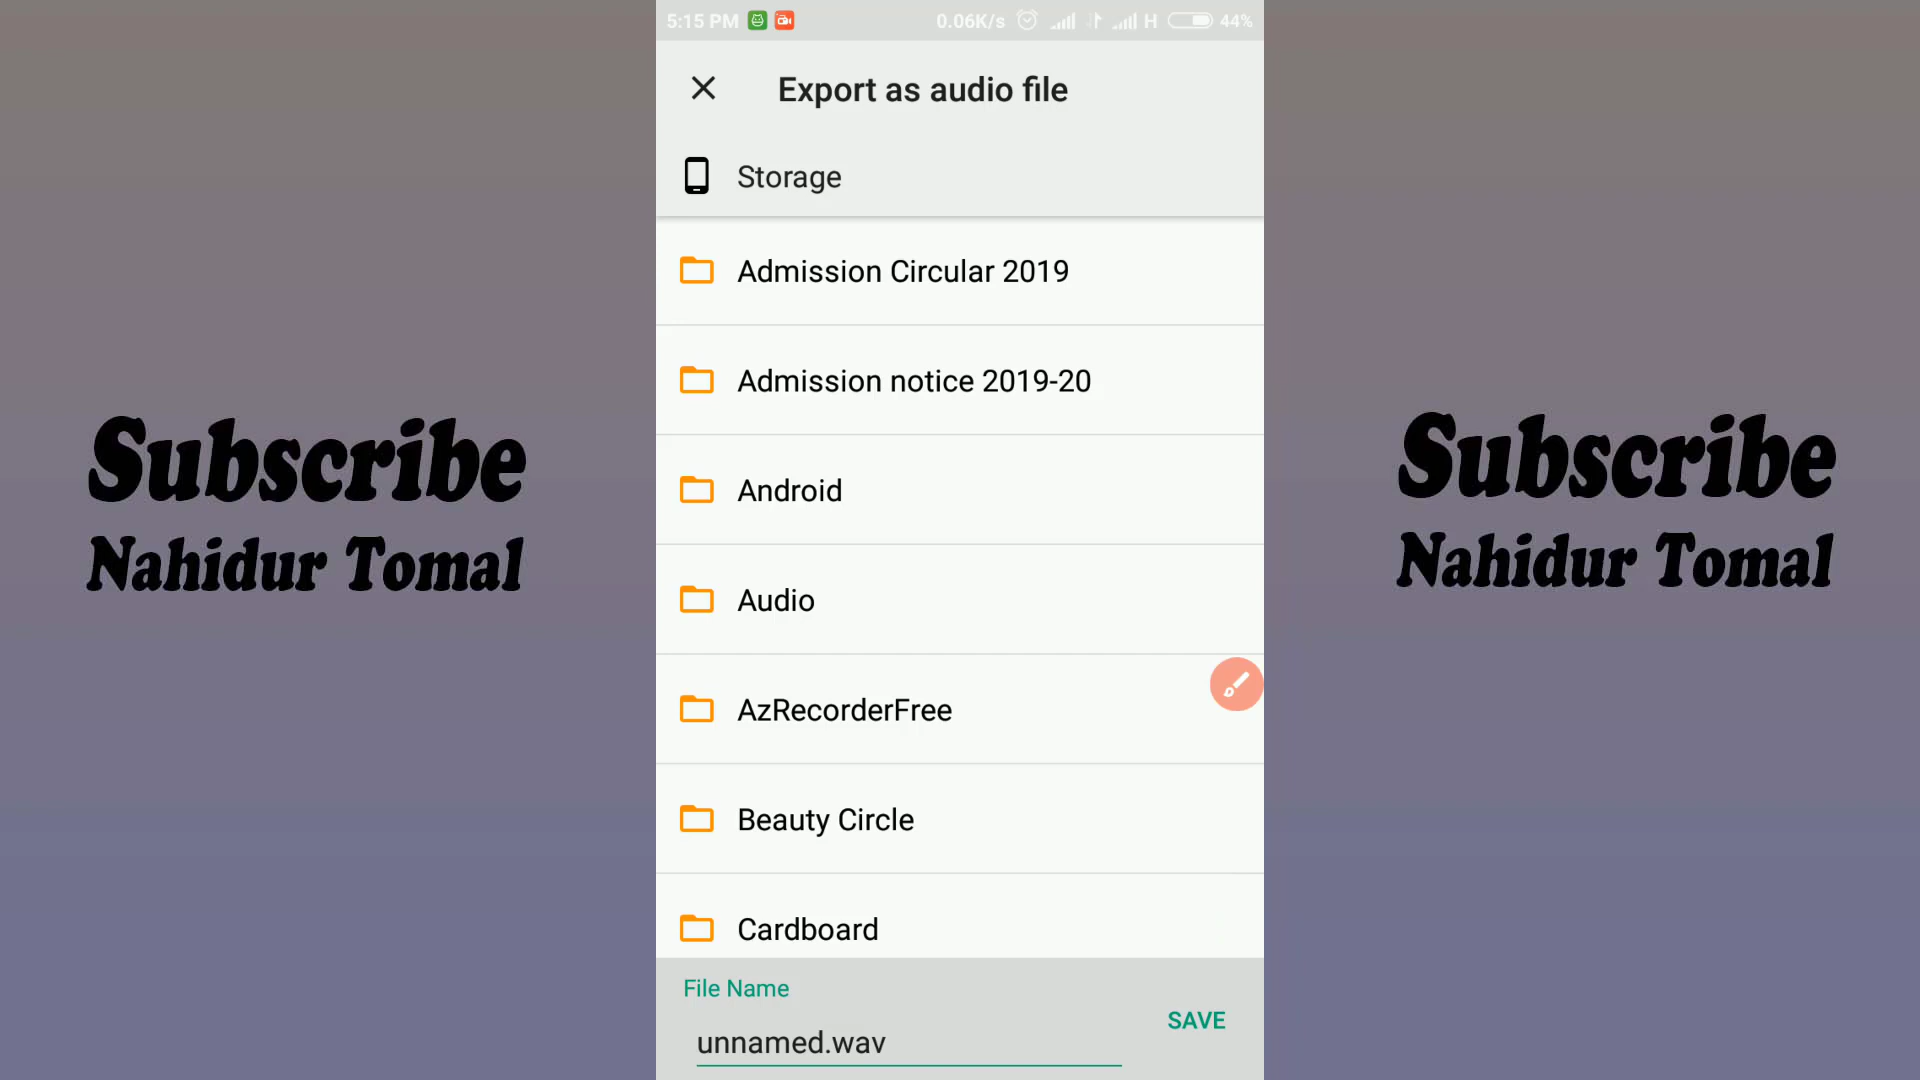 5:15 PM 0.06K/s H 44%
Export as audio file
Storage
Admission Circular 2019
Admission notice 2019-20
Android
Audio
AzRecorderFree
Beauty Circle
Cardboard
File Name
unnamed.wav
SAVE
Subscribe
Nahidur Tomal
Subscribe
Nahidur Tomal